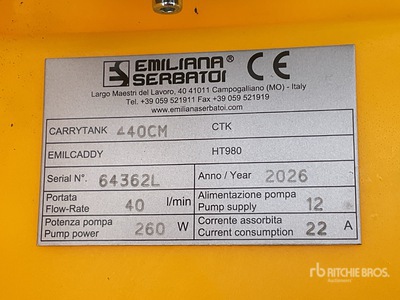 EMILIANA SERBATOI CE
Largo Maestri del Lavoro, 40 41011 Campogalliano (MO) - Italy
Tel. +39 059 521911 Fax +39 059 521919
www.emilianaserbatoi.com
CARRYTANK 440CM CTK
EMILCADDY HT980
Serial N°. 64362L Anno / Year 2026
Portata Flow-Rate 40 l/min Alimentazione pompa Pump supply 12
Potenza pompa Pump power 260 W Corrente assorbita Current consumption 22 A
rb RITCHIE BROS.